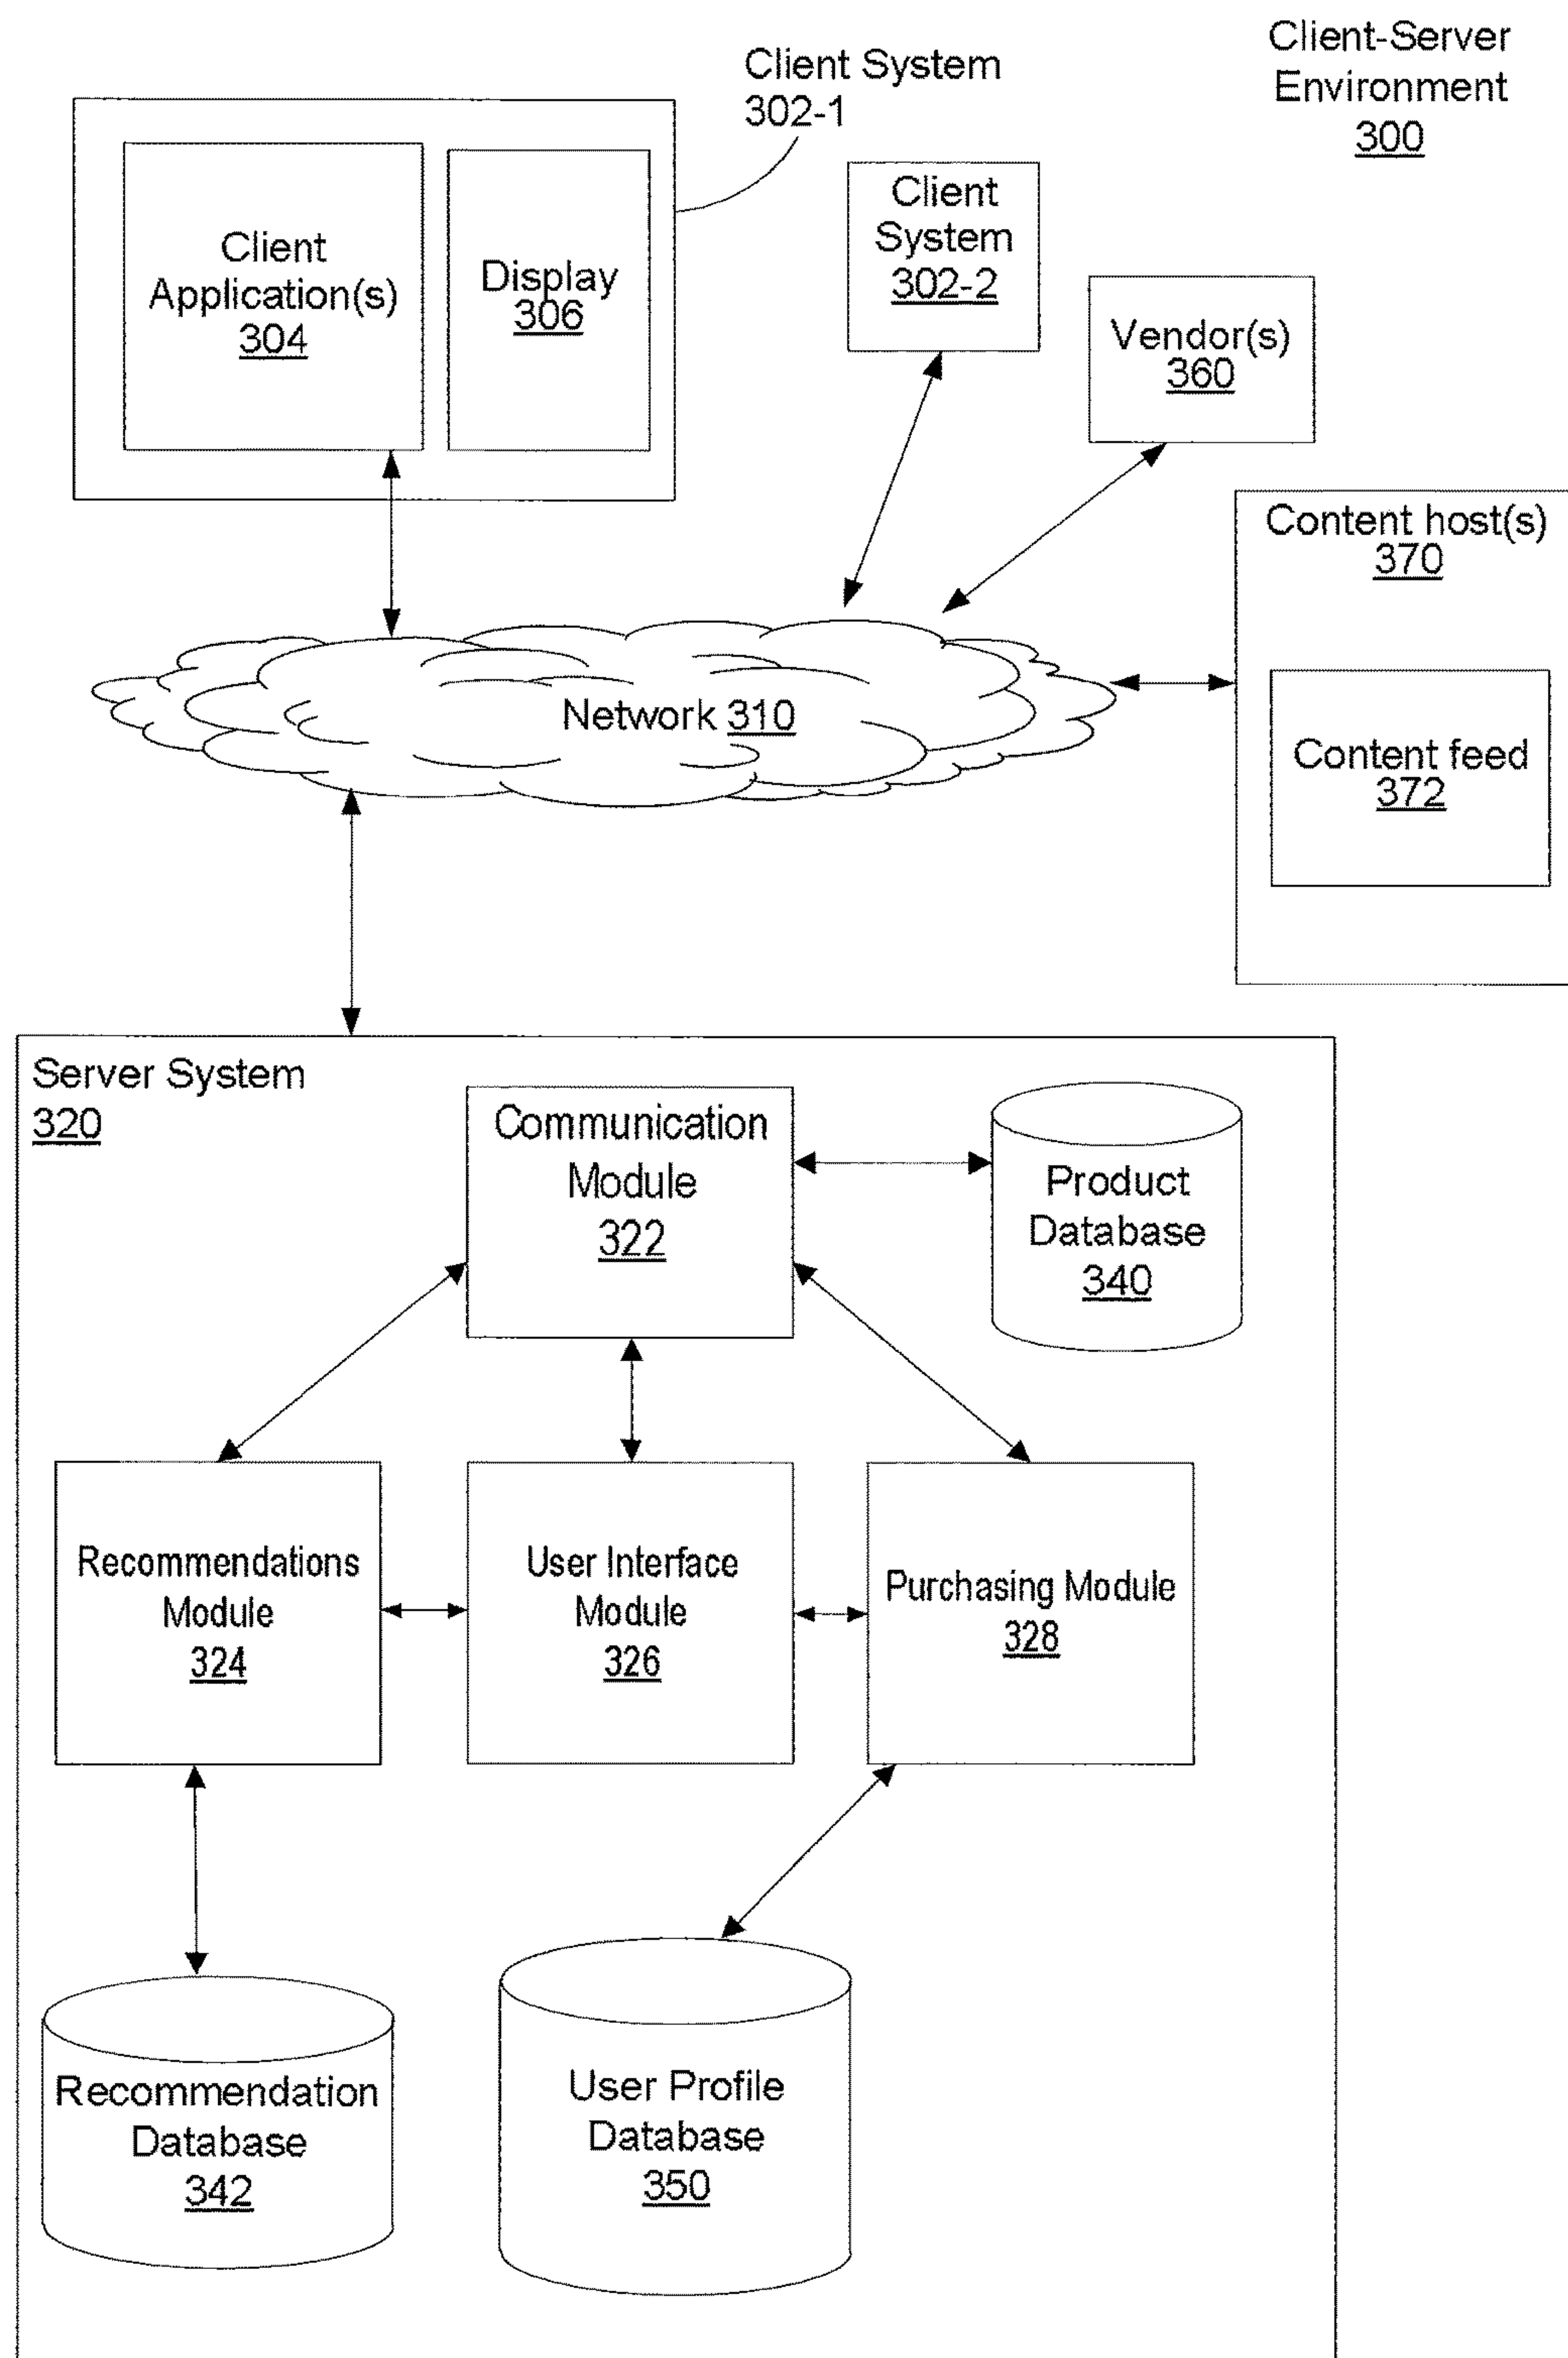 Client-Server
Environment
300
Client System
302-1
Client
Application(s)
304
Display
306
Client
System
302-2
Vendor(s)
360
Content host(s)
370
Content feed
372
Network 310
Server System
320
Communication
Module
322
Product
Database
340
Recommendations
Module
324
User Interface
Module
326
Purchasing Module
328
Recommendation
Database
342
User Profile
Database
350